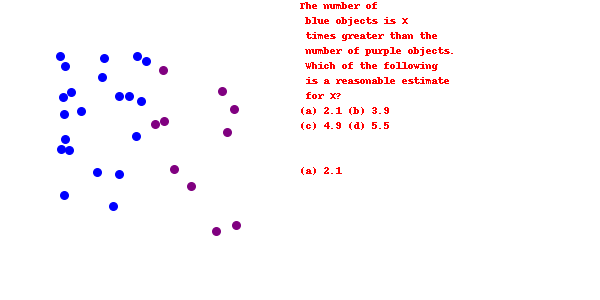 The number of
blue objects is X
times greater than the
number of purple objects.
Which of the following
is a reasonable estimate
for X?
(a) 2.1 (b) 3.9
(c) 4.9 (d) 5.5
(a) 2.1